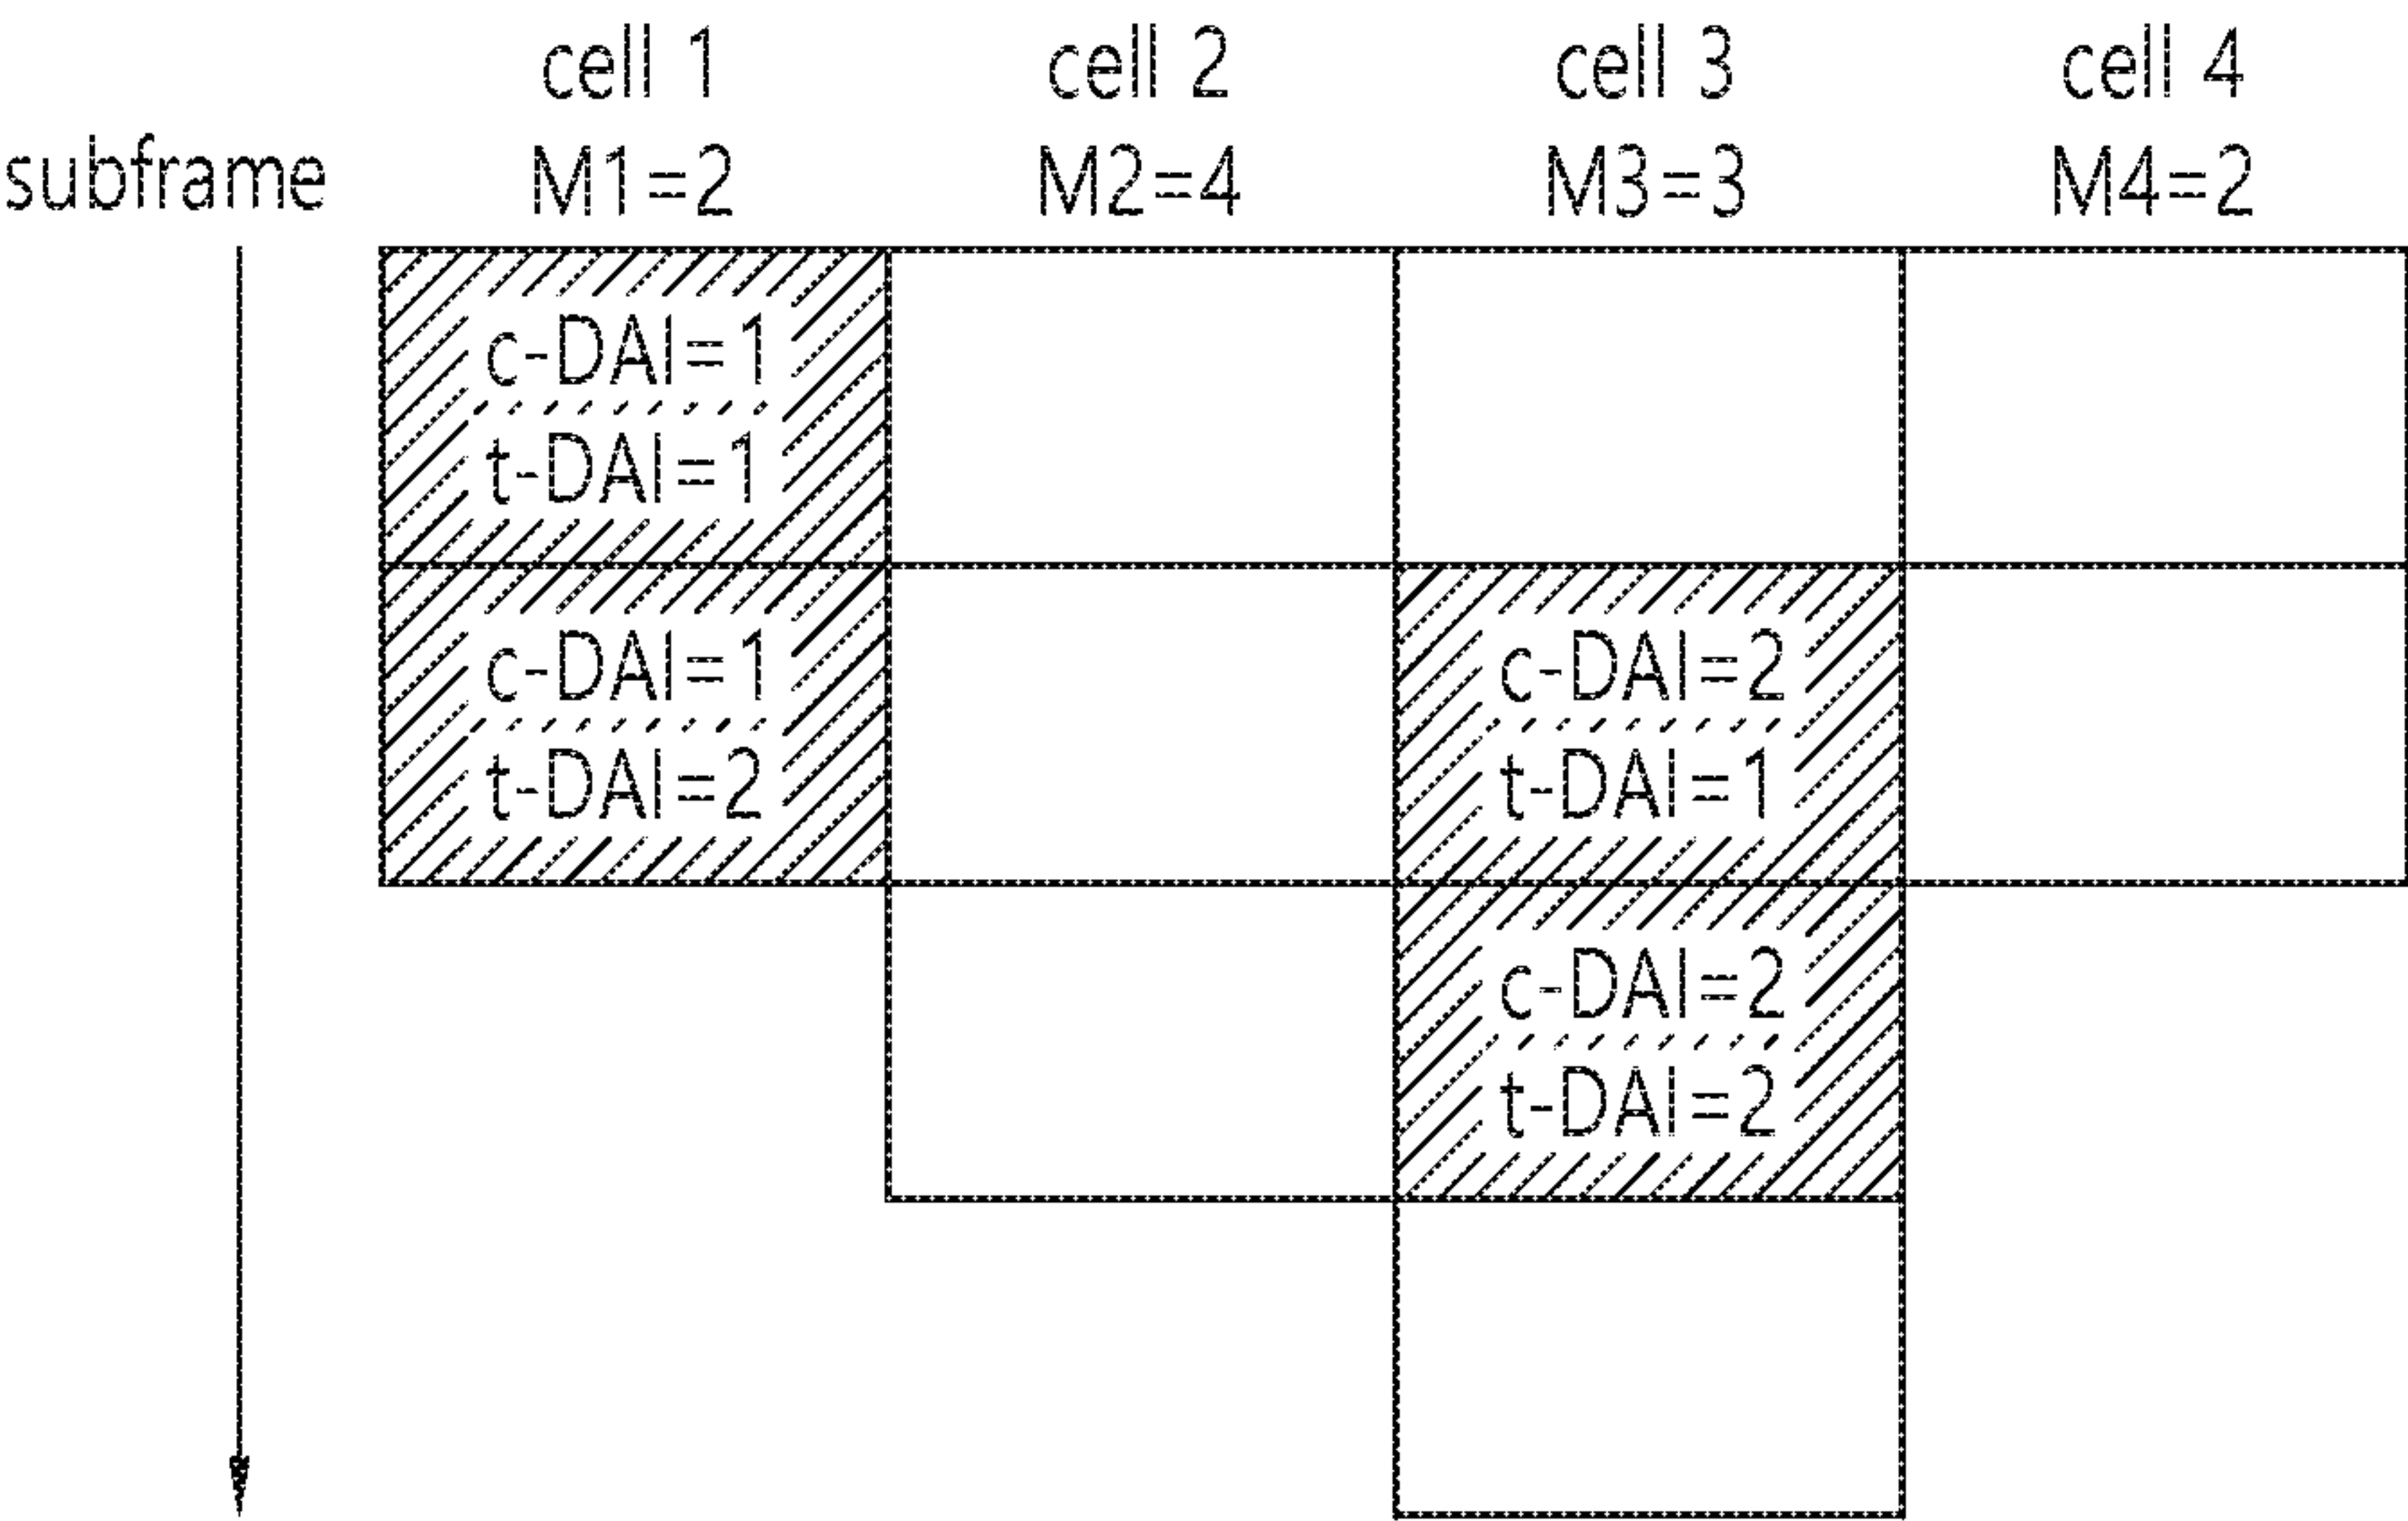 cell 1 cell 2 cell 3 cell 4
subframe M1=2 M2=4 M3=3 M4=2
c-DAI=1
t-DAI=1
c-DAI=1 c-DAI=2
t-DAI=2 t-DAI=1
c-DAI=2
t-DAI=2